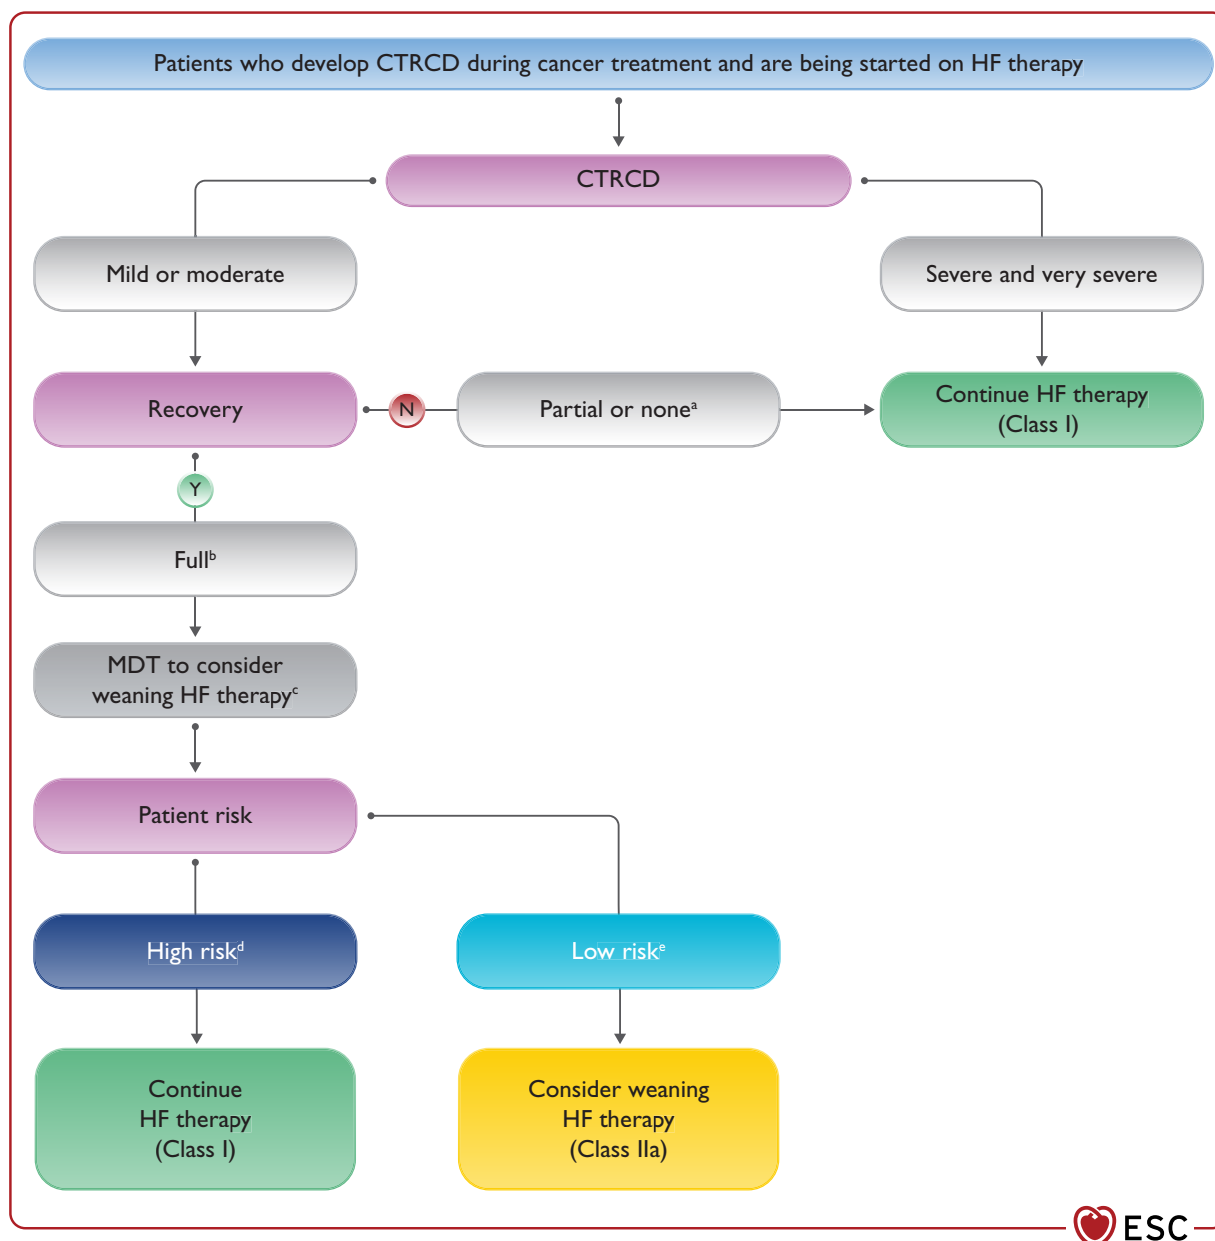 Patients who develop CTRCD during cancer treatment and are being started on HF therapy
CTRCD
Mild or moderate
Severe and very severe
Recovery
N
Partial or noneᵃ
Continue HF therapy
(Class I)
Y
Fullᵇ
MDT to consider
weaning HF therapyᶜ
Patient risk
High riskᵈ
Low riskᵉ
Continue
HF therapy
(Class I)
Consider weaning
HF therapy
(Class IIa)
ESC